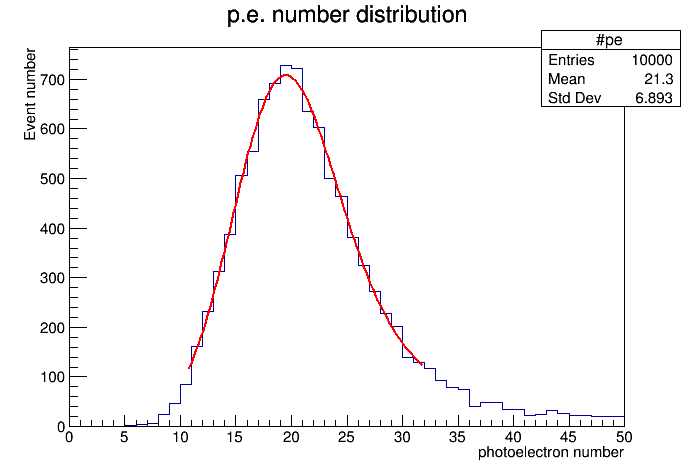 p.e. number distribution
#pe
Entries 10000
Mean 21.3
Std Dev 6.893
Event number
700
600
500
400
300
200
100
0
0 5 10 15 20 25 30 35 40 45 50
photoelectron number